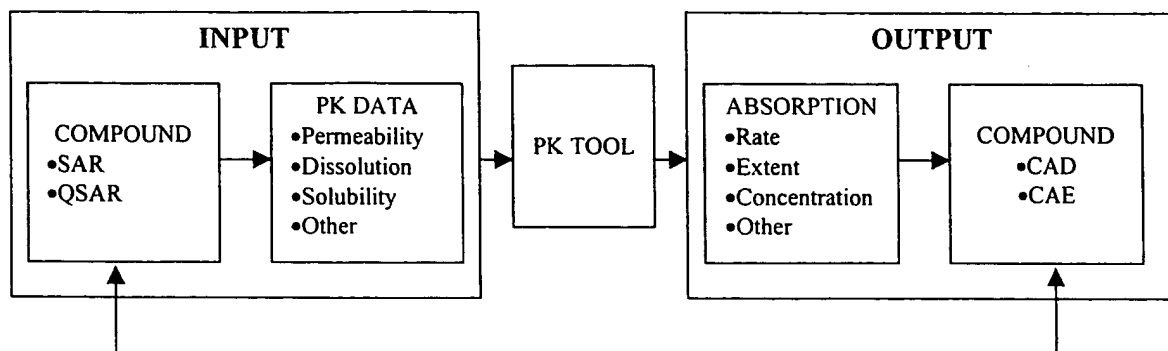 INPUT
COMPOUND
•SAR
•QSAR
PK DATA
•Permeability
•Dissolution
•Solubility
•Other
PK TOOL
OUTPUT
ABSORPTION
•Rate
•Extent
•Concentration
•Other
COMPOUND
•CAD
•CAE